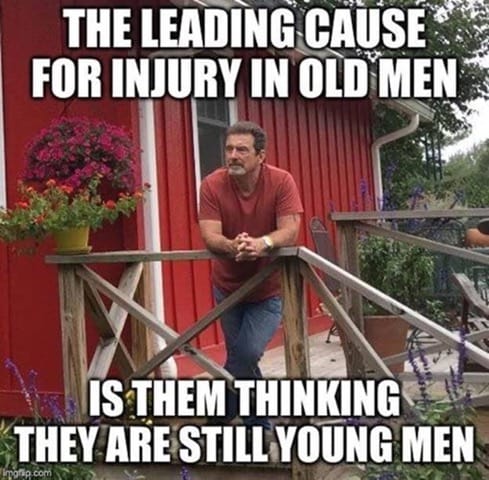 THE LEADING CAUSE
FOR INJURY IN OLD MEN
IS THEM THINKING
THEY ARE STILL YOUNG MEN
imgflip.com